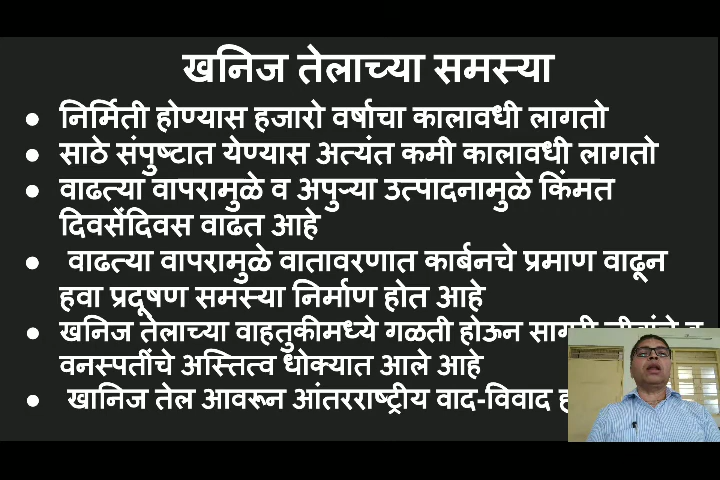 खनिज तेलाच्या समस्या
● निर्मिती होण्यास हजारो वर्षाचा कालावधी लागतो
● साठे संपुष्टात येण्यास अत्यंत कमी कालावधी लागतो
● वाढत्या वापरामुळे व अपुऱ्या उत्पादनामुळे किंमत
दिवसेंदिवस वाढत आहे
● वाढत्या वापरामुळे वातावरणात कार्बनचे प्रमाण वाढून
हवा प्रदूषण समस्या निर्माण होत आहे
● खनिज तेलाच्या वाहतुकीमध्ये गळती होऊन
वनस्पतींचे अस्तित्व धोक्यात आले आहे
● खानिज तेल आवरून आंतरराष्ट्रीय वाद-विवाद